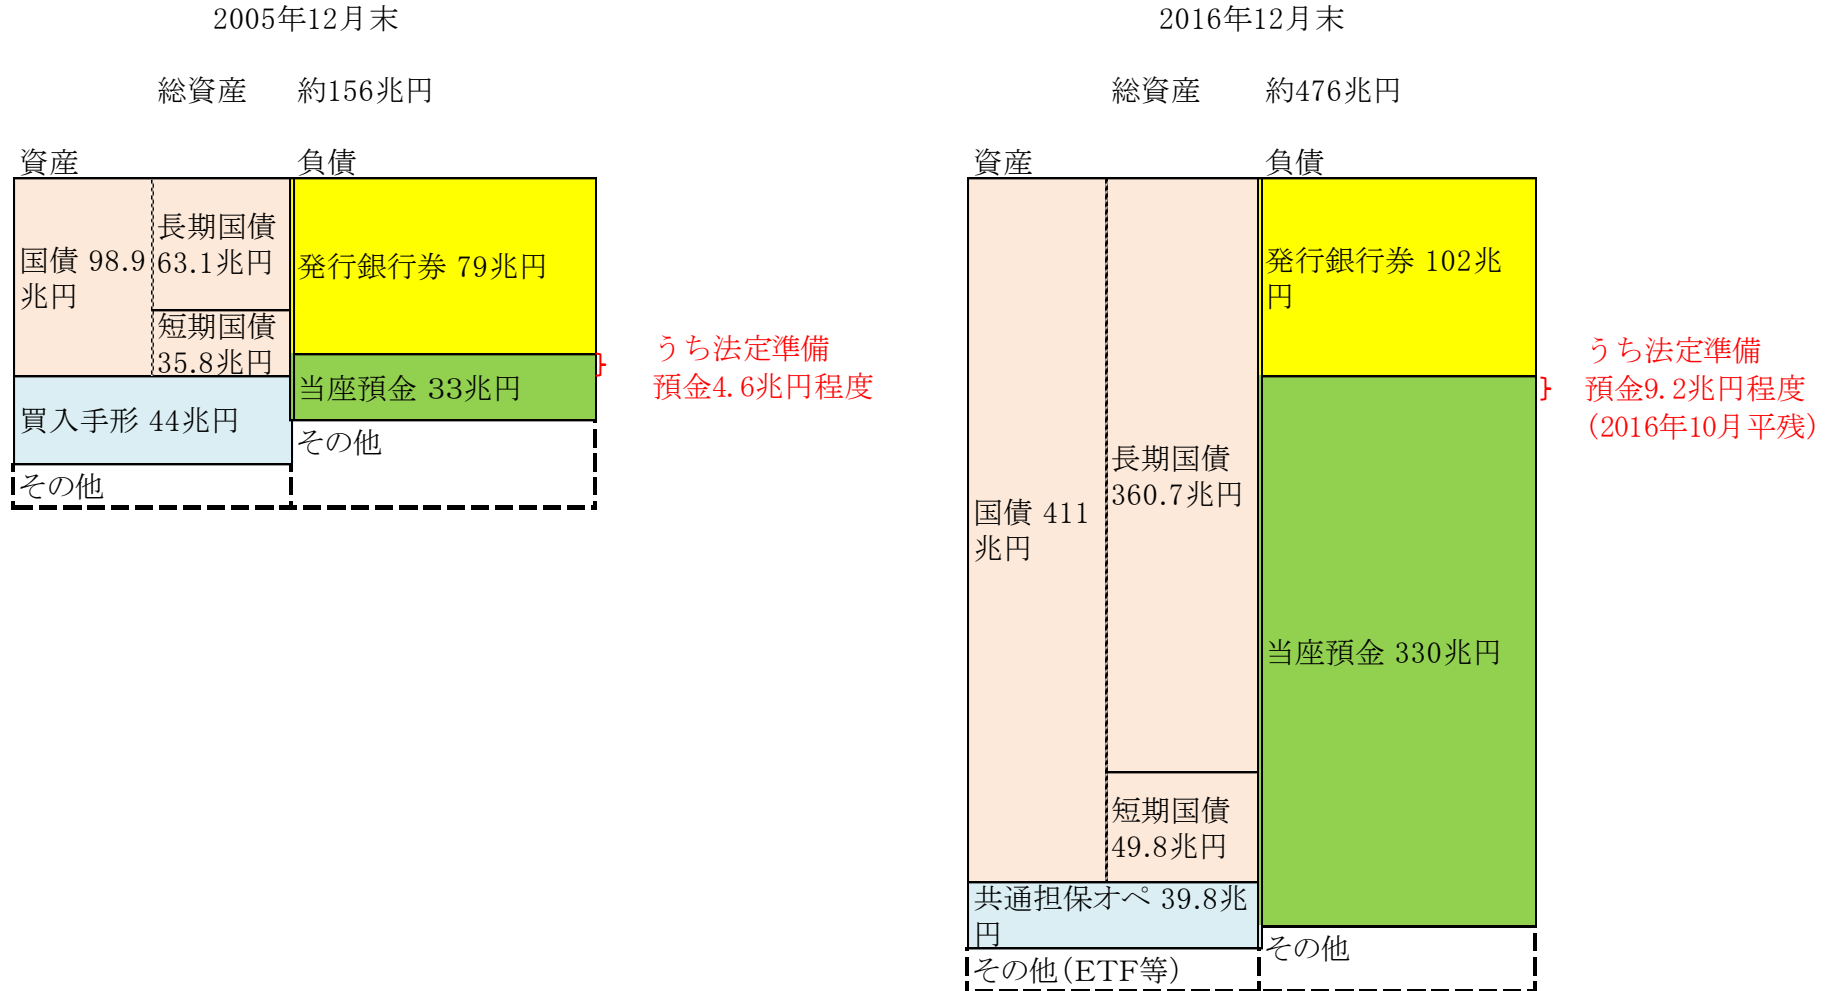 2005年12月末
総資産 約156兆円
資産
負債
国債 98.9
兆円
長期国債
63.1兆円
短期国債
35.8兆円
買入手形 44兆円
その他
発行銀行券 79兆円
当座預金 33兆円
その他
うち法定準備
預金4.6兆円程度
2016年12月末
総資産 約476兆円
資産
負債
国債 411
兆円
長期国債
360.7兆円
短期国債
49.8兆円
共通担保オペ 39.8兆
円
その他(ETF等)
発行銀行券 102兆
円
当座預金 330兆円
その他
うち法定準備
預金9.2兆円程度
(2016年10月平残)